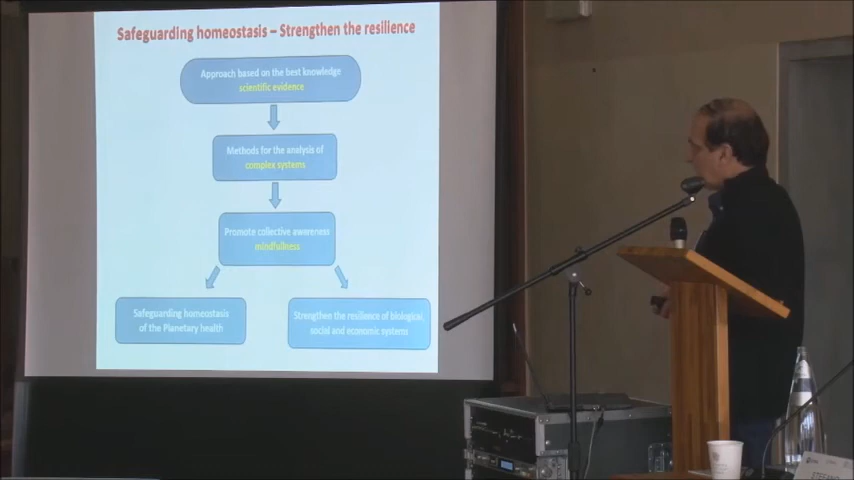 Safeguarding homeostasis – Strengthen the resilience
Approach based on the best knowledge
scientific evidence
Methods for the analysis of
complex systems
Promote collective awareness
mindfullness
Safeguarding homeostasis
of the Planetary health
Strengthen the resilience of biological,
social and economic systems